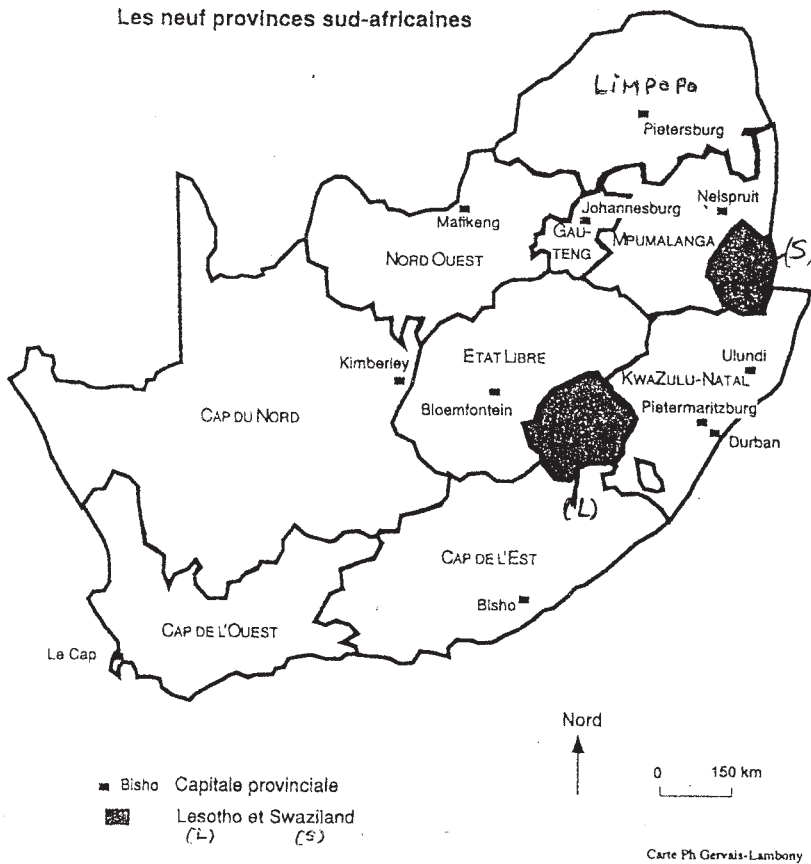 Les neuf provinces sud-africaines
LIMPOPO
Pietersburg
Nelspruit
Mafikeng
Johannesburg
GAU-
TENG
MPUMALANGA
NORD OUEST
(S)
Kimberley
ETAT LIBRE
Ulundi
KWAZULU-NATAL
CAP DU NORD
Bloemfontein
Pietermaritzburg
Durban
(L)
CAP DE L'EST
Bisho
CAP DE L'OUEST
Le Cap
Nord
Bisho Capitale provinciale
0 150 km
Lesotho et Swaziland
(L) (S)
Carte Ph Gervais-Lambony